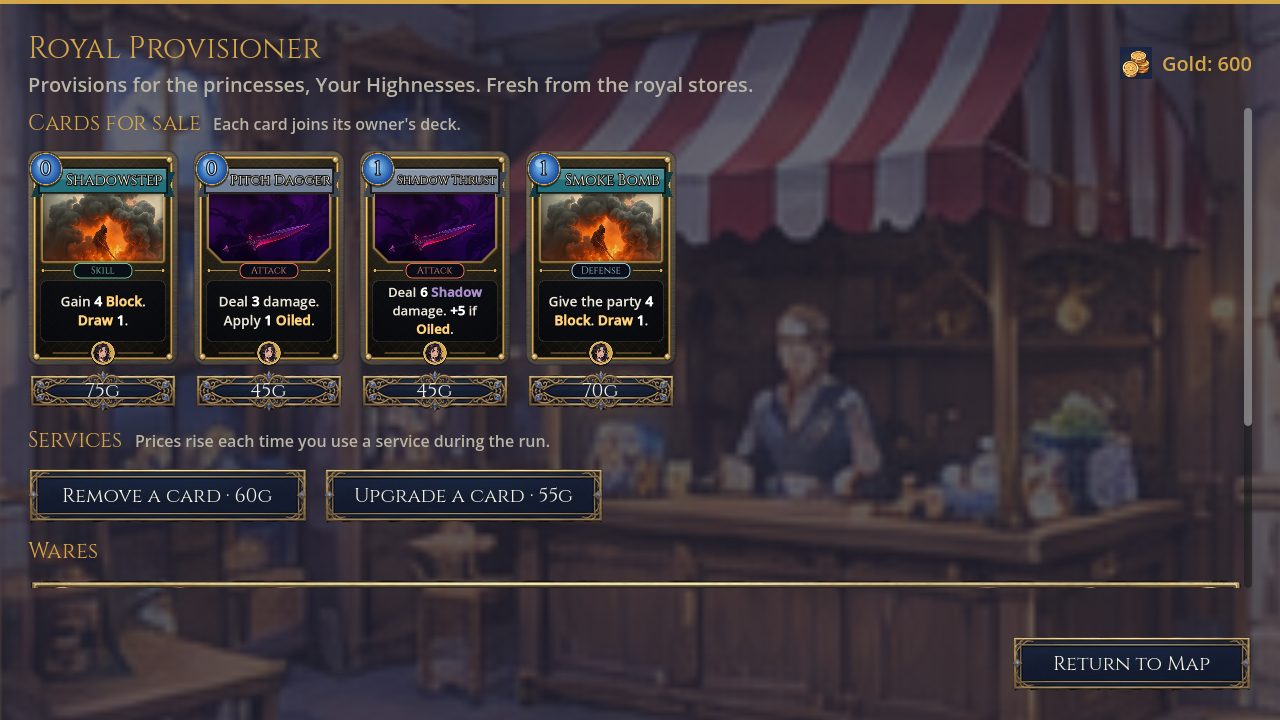 Royal Provisioner
Gold: 600
Provisions for the princesses, Your Highnesses. Fresh from the royal stores.
Cards for sale Each card joins its owner's deck.
0 Shadowstep
Skill
Gain 4 Block.
Draw 1.
75G
0 Pitch Dagger
Attack
Deal 3 damage.
Apply 1 Oiled.
45G
1 Shadow Thrust
Attack
Deal 6 Shadow
damage. +5 if
Oiled.
45G
1 Smoke Bomb
Defense
Give the party 4
Block. Draw 1.
70G
Services Prices rise each time you use a service during the run.
Remove a card · 60G
Upgrade a card · 55G
Wares
Return to Map